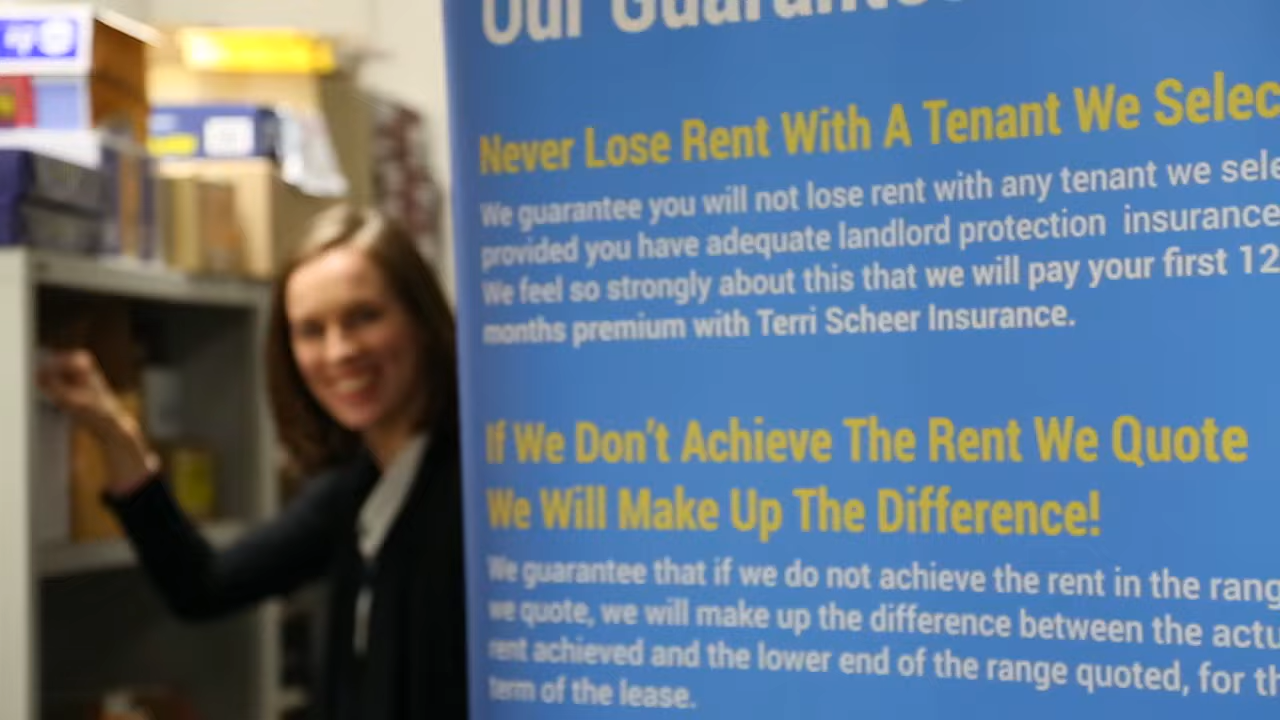 Our Guarantee
Never Lose Rent With A Tenant We Selec
We guarantee you will not lose rent with any tenant we sele
provided you have adequate landlord protection insurance
We feel so strongly about this that we will pay your first 12
months premium with Terri Scheer Insurance.
If We Don't Achieve The Rent We Quote
We Will Make Up The Difference!
We guarantee that if we do not achieve the rent in the rang
we quote, we will make up the difference between the actu
rent achieved and the lower end of the range quoted, for th
term of the lease.